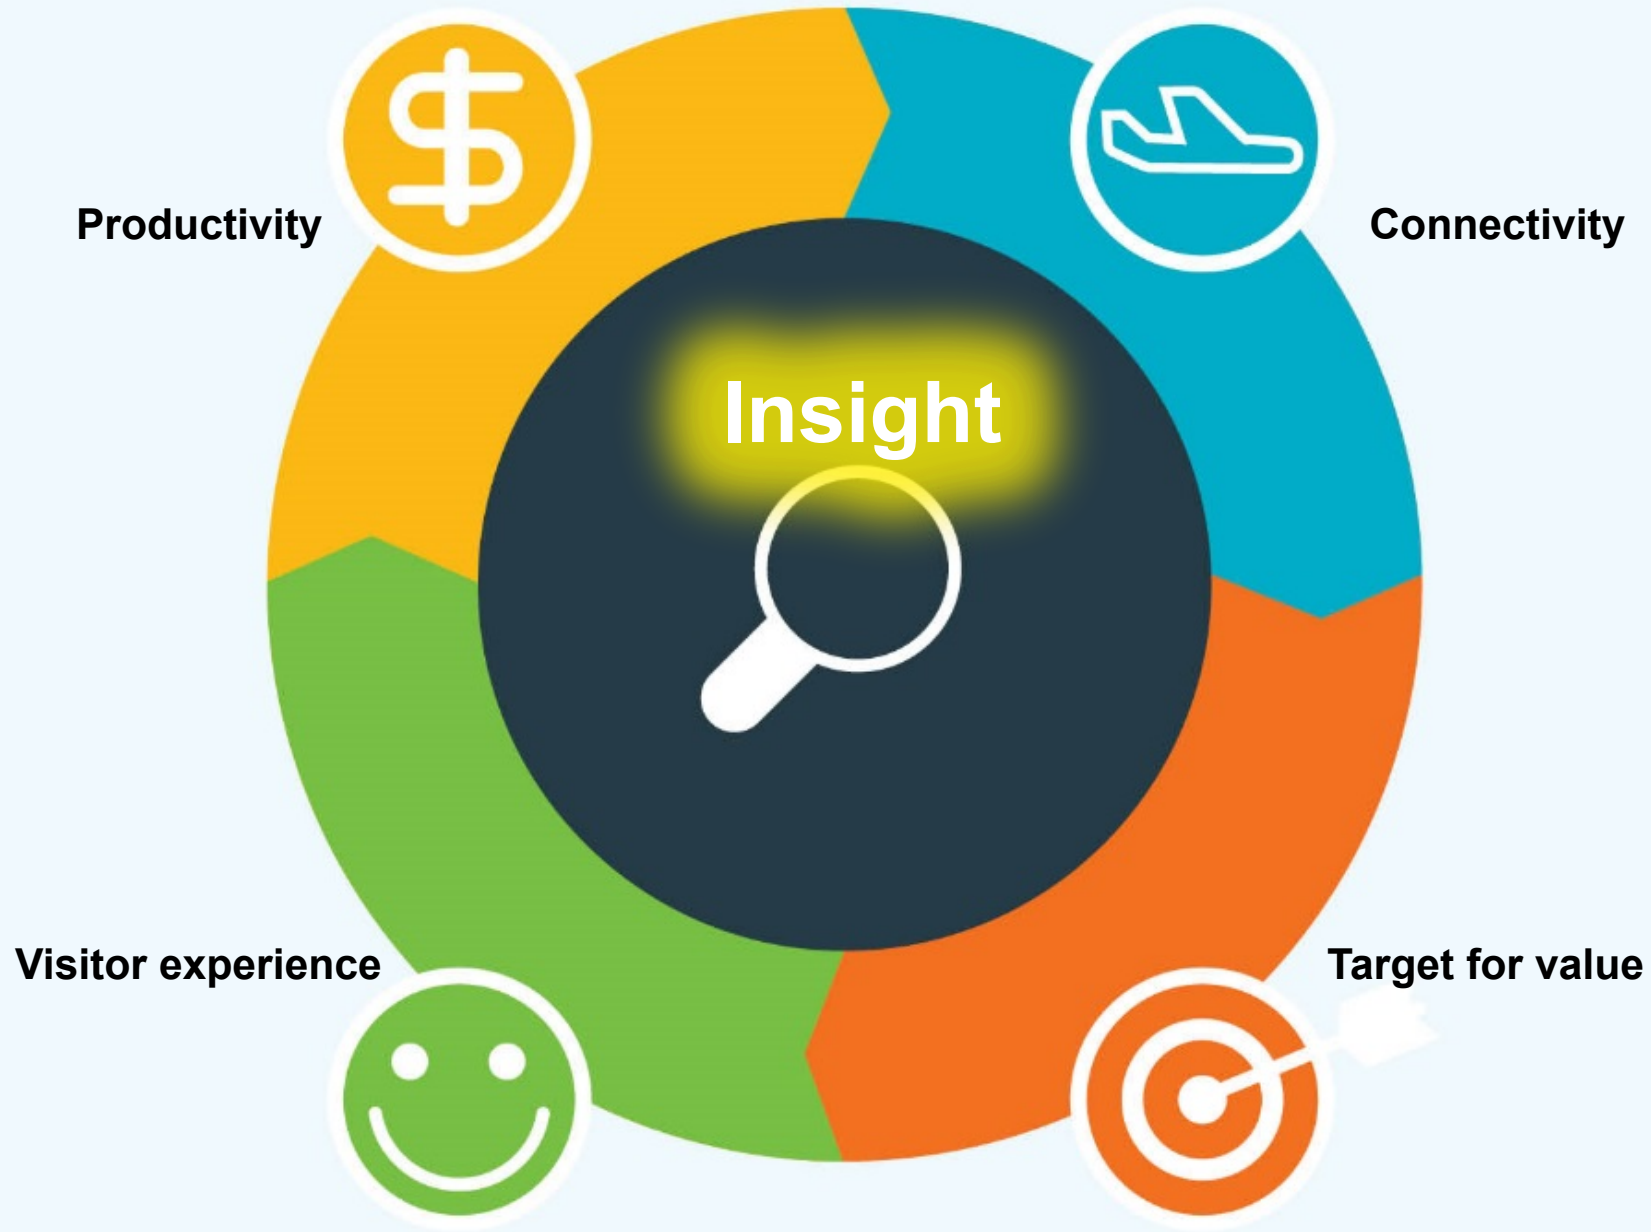 Productivity
Connectivity
Insight
Visitor experience
Target for value